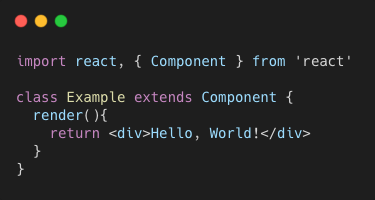 import react, { Component } from 'react'

class Example extends Component {
  render(){
    return <div>Hello, World!</div>
  }
}